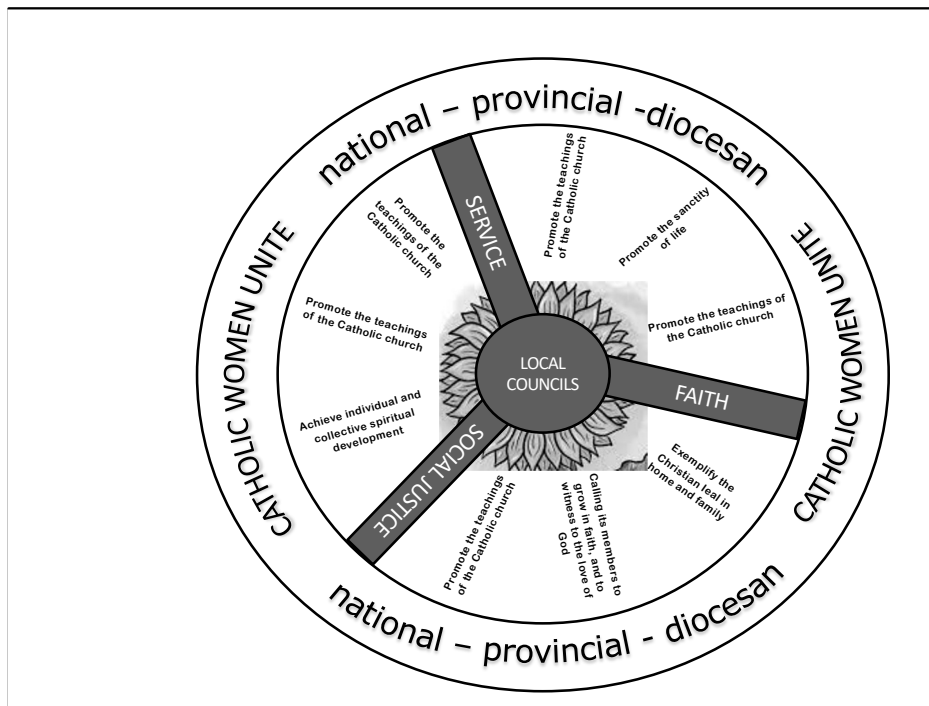 national – provincial -diocesan
CATHOLIC WOMEN UNITE
CATHOLIC WOMEN UNITE
SERVICE
Promote the teachings
of the Catholic church
Promote the sanctity
of life
Promote the teachings of
the Catholic church
FAITH
Exemplify the
Christian leal in
home and family
Calling its members to
grow in faith, and to
witness to the love of
God
Promote the teachings
of the Catholic church
SOCIAL JUSTICE
Achieve individual and
collective spiritual
development
Promote the teachings
of the Catholic church
Promote the
teachings of the
Catholic church
LOCAL
COUNCILS
national – provincial - diocesan